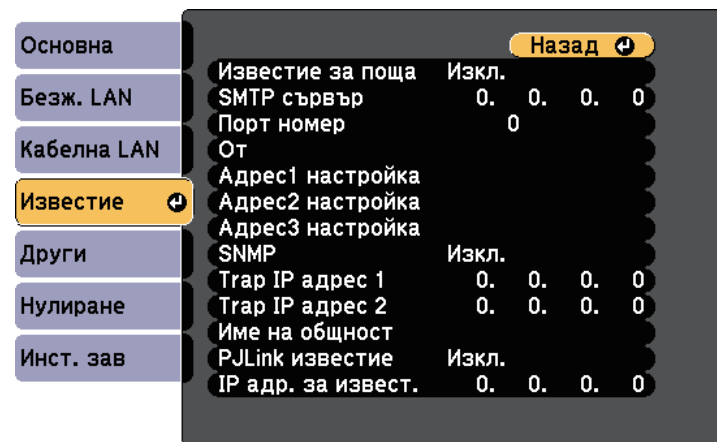 Основна
Безж. LAN
Кабелна LAN
Известие
Други
Нулиране
Инст. зав
Назад
Известие за поща Изкл.
SMTP сървър 0. 0. 0. 0
Порт номер 0
От
Адрес1 настройка
Адрес2 настройка
Адрес3 настройка
SNMP Изкл.
Trap IP адрес 1 0. 0. 0. 0
Trap IP адрес 2 0. 0. 0. 0
Име на общност
PJLink известие Изкл.
IP адр. за извест. 0. 0. 0. 0